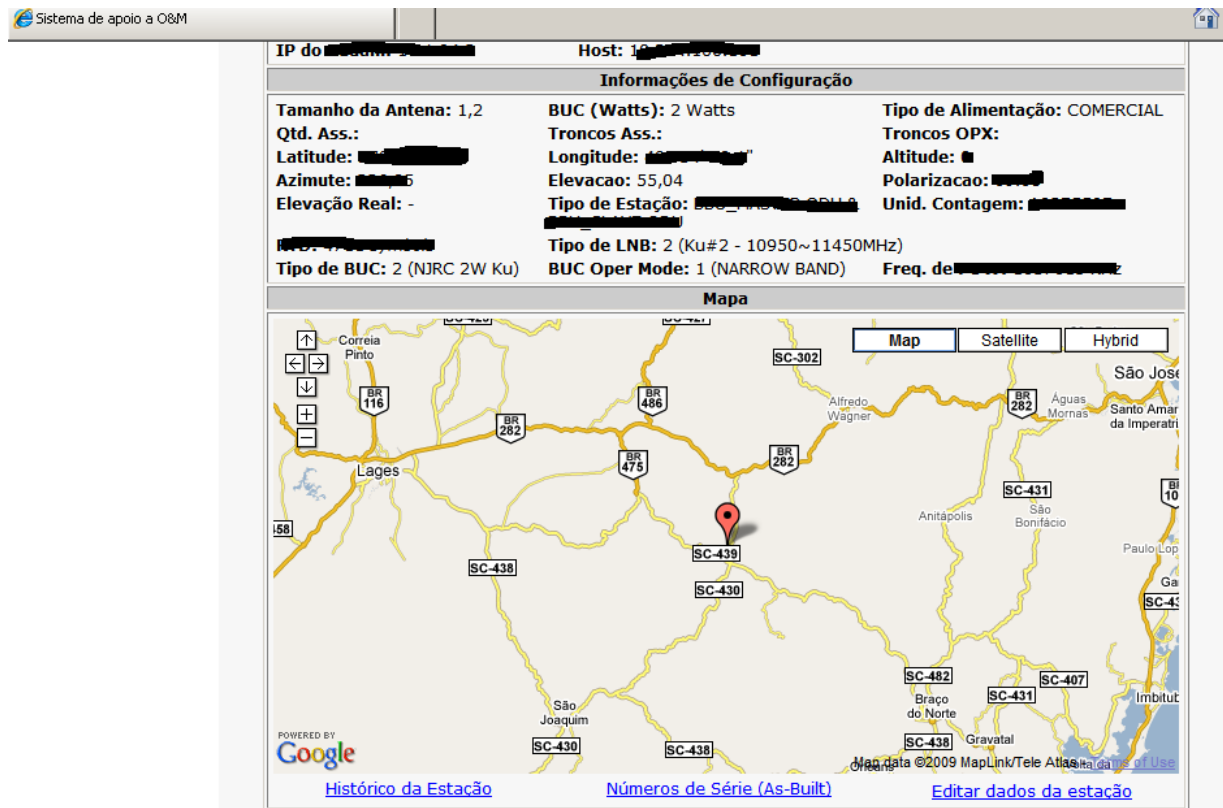 Sistema de apoio a O&M
IP do Host:
Informações de Configuração
Tamanho da Antena: 1,2 BUC (Watts): 2 Watts Tipo de Alimentação: COMERCIAL
Qtd. Ass.: Troncos Ass.: Troncos OPX:
Latitude: Longitude: Altitude:
Azimute: Elevacao: 55,04 Polarizacao:
Elevação Real: - Tipo de Estação: Unid. Contagem:
Tipo de LNB: 2 (Ku#2 - 10950~11450MHz)
Tipo de BUC: 2 (NJRC 2W Ku) BUC Oper Mode: 1 (NARROW BAND) Freq. de
Mapa
Map Satellite Hybrid
Correia
Pinto
SC-302
São José
BR
116
BR
486
Alfredo
Wagner
BR
282
Águas
Mornas
Santo Amar
da Imperatri
BR
282
BR
475
BR
282
Lages
SC-431
Anitápolis
São
Bonifácio
SC-439
Paulo Lop
SC-438
SC-430
SC-482
SC-407
Braço
do Norte
SC-431
Imbitub
São
Joaquim
SC-430
SC-438
SC-438
Gravatal
POWERED BY
Google
Orleans
Map data ©2009 MapLink/Tele Atlas - Terms of Use
Histórico da Estação Números de Série (As-Built) Editar dados da estação